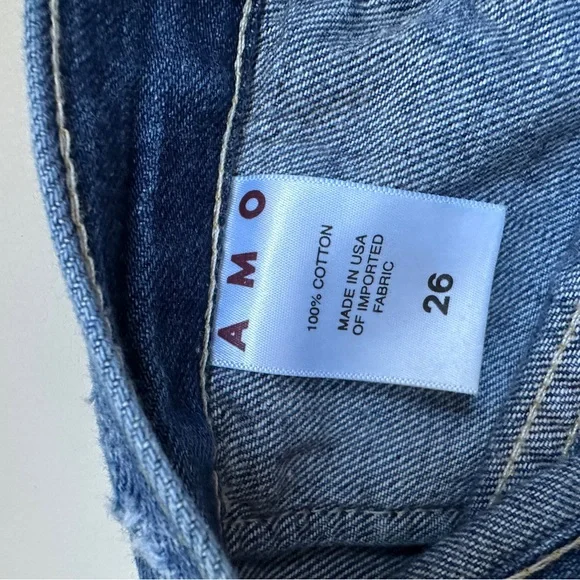 AMO
100% COTTON
MADE IN USA
OF IMPORTED
FABRIC
26